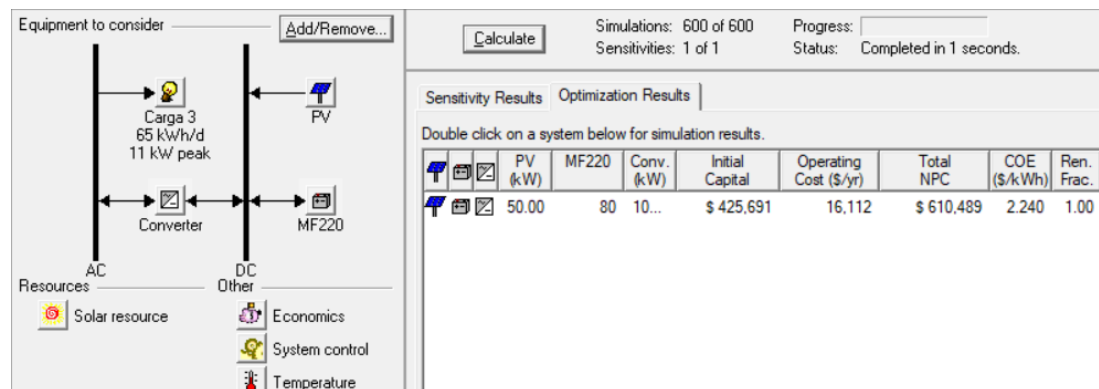 Equipment to consider
Add/Remove...
Carga 3
65 kWh/d
11 kW peak
PV
Converter
MF220
AC
DC
Resources
Other
Solar resource
Economics
System control
Temperature
Calculate
Simulations: 600 of 600
Sensitivities: 1 of 1
Progress:
Status: Completed in 1 seconds.
Sensitivity Results
Optimization Results
Double click on a system below for simulation results.
PV (kW) MF220 Conv. (kW) Initial Capital Operating Cost ($/yr) Total NPC COE ($/kWh) Ren. Frac.
50.00 80 10... $ 425,691 16,112 $ 610,489 2.240 1.00